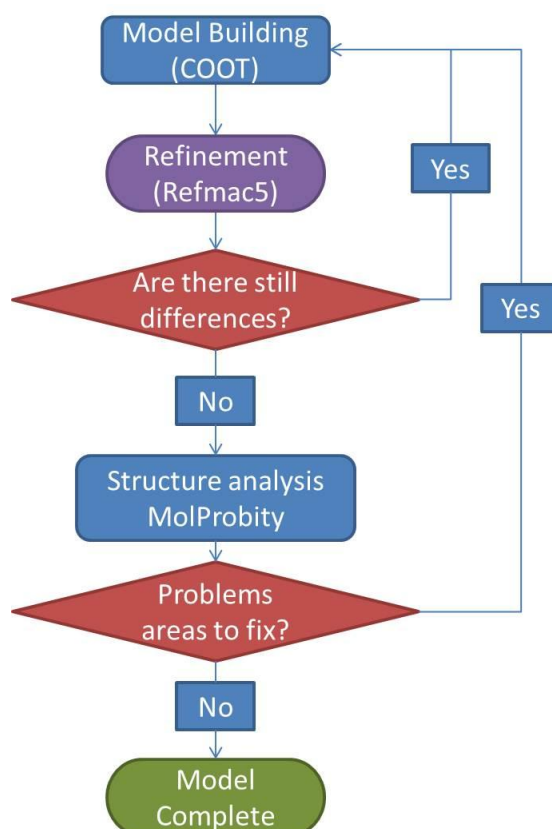 Model Building
(COOT)
Refinement
(Refmac5)
Yes
Are there still
differences?
Yes
No
Structure analysis
MolProbity
Problems
areas to fix?
No
Model
Complete